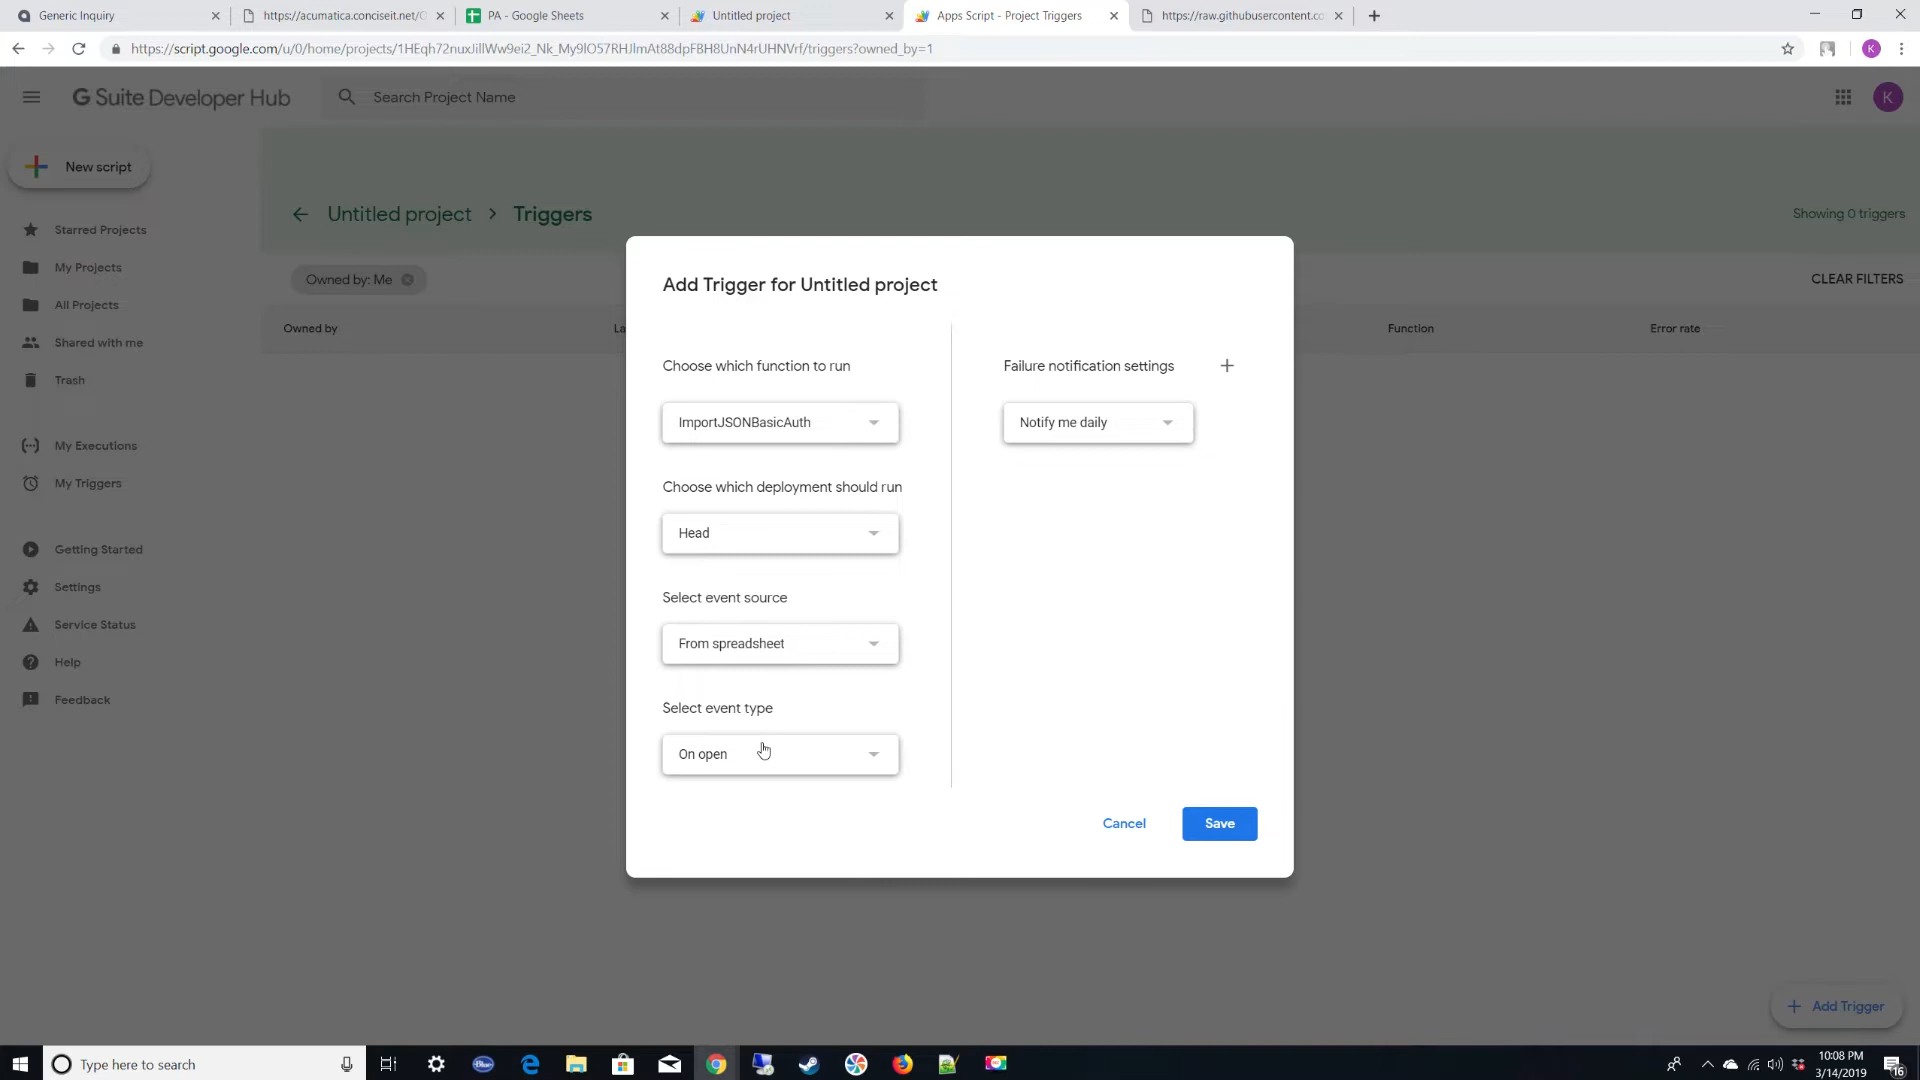 Generic Inquiry
https://acumatica.conciseit.net/O
PA - Google Sheets
Untitled project
Apps Script - Project Triggers
https://raw.githubusercontent.co
https://script.google.com/u/0/home/projects/1HEqh72nuxJillWw9ei2_Nk_My9lO57RHJlmAt88dpFBH8UnN4rUHNVrf/triggers?owned_by=1
K
G Suite Developer Hub
Search Project Name
K
New script
Untitled project > Triggers
Showing 0 triggers
Starred Projects
My Projects
All Projects
Shared with me
Trash
My Executions
My Triggers
Getting Started
Settings
Service Status
Help
Feedback
Owned by: Me
CLEAR FILTERS
Owned by
La
Function
Error rate
Add Trigger for Untitled project
Choose which function to run
ImportJSONBasicAuth
Choose which deployment should run
Head
Select event source
From spreadsheet
Select event type
On open
Failure notification settings
Notify me daily
Cancel
Save
Add Trigger
Type here to search
10:08 PM
3/14/2019
16